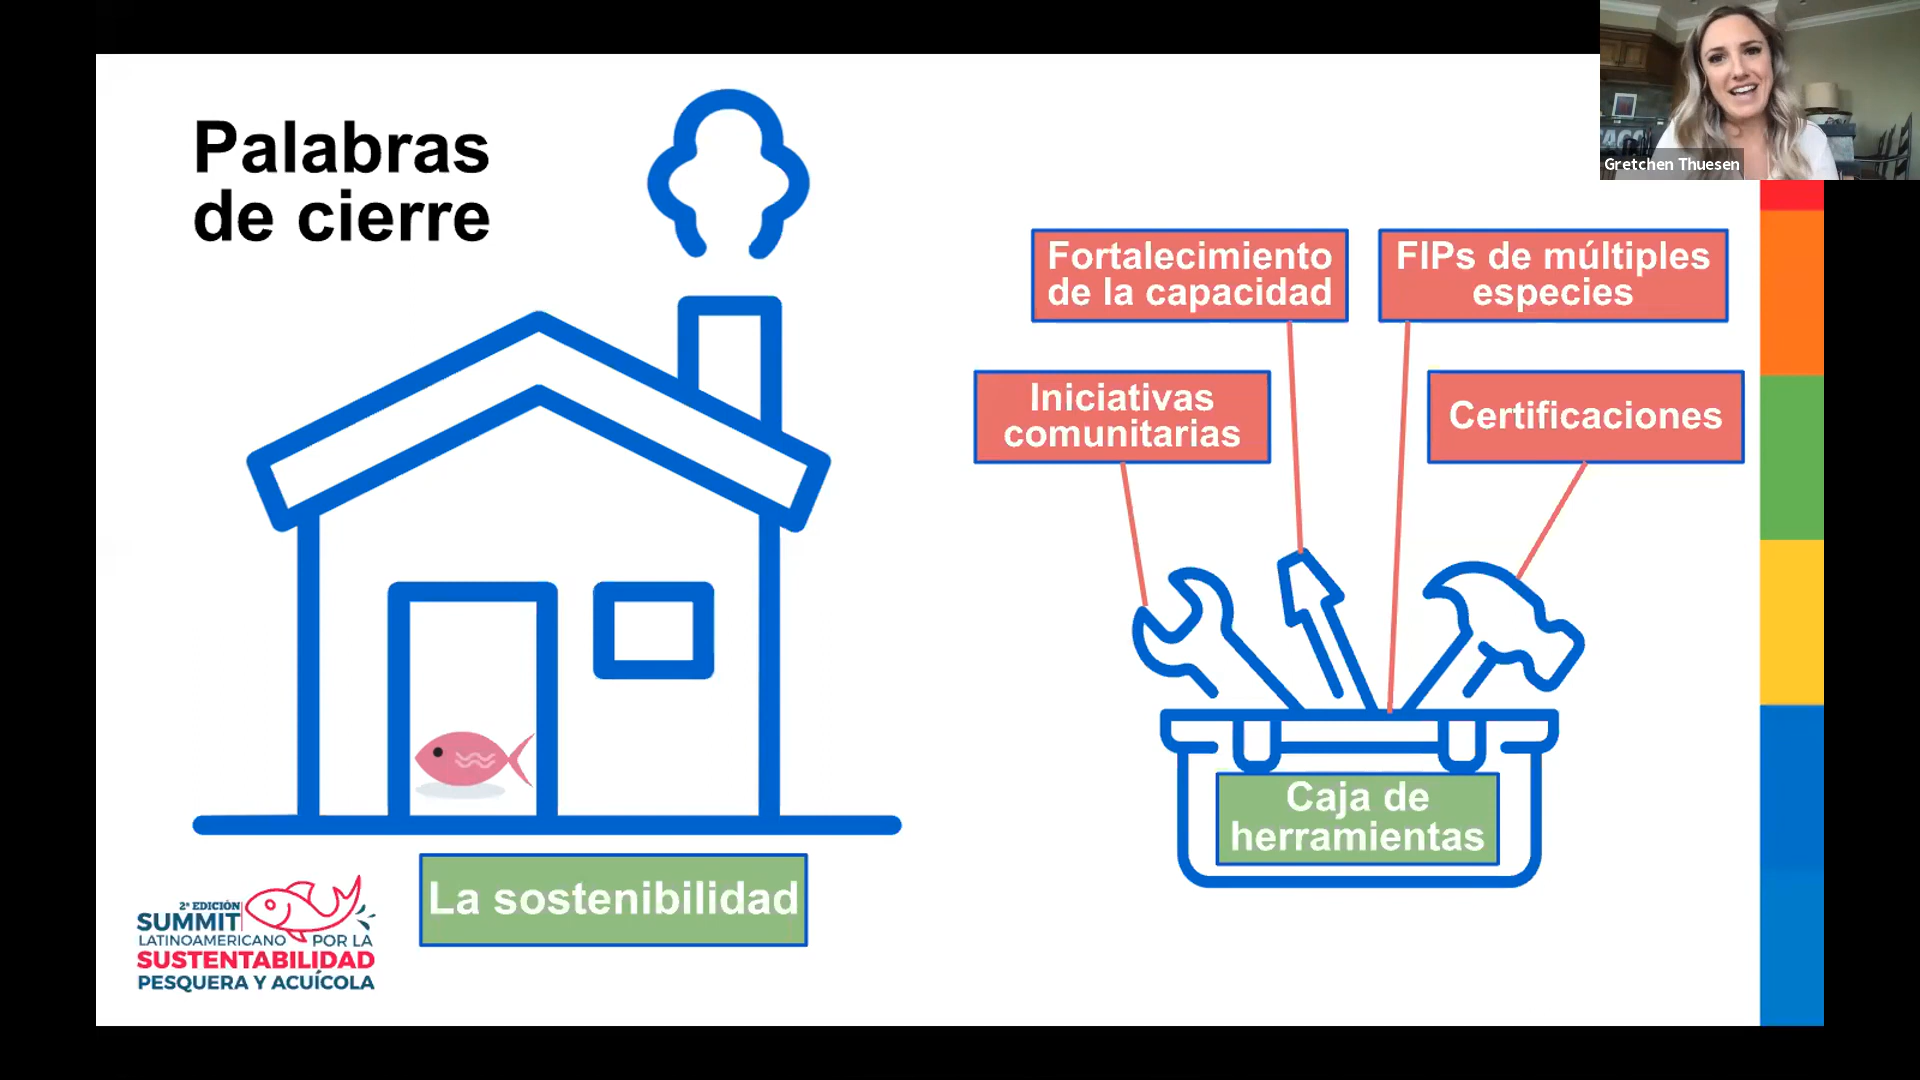 Palabras
de cierre
Gretchen Thuesen
Fortalecimiento
de la capacidad
FIPs de múltiples
especies
Iniciativas
comunitarias
Certificaciones
Caja de
herramientas
La sostenibilidad
2ª EDICIÓN
SUMMIT
LATINOAMERICANO POR LA
SUSTENTABILIDAD
PESQUERA Y ACUÍCOLA